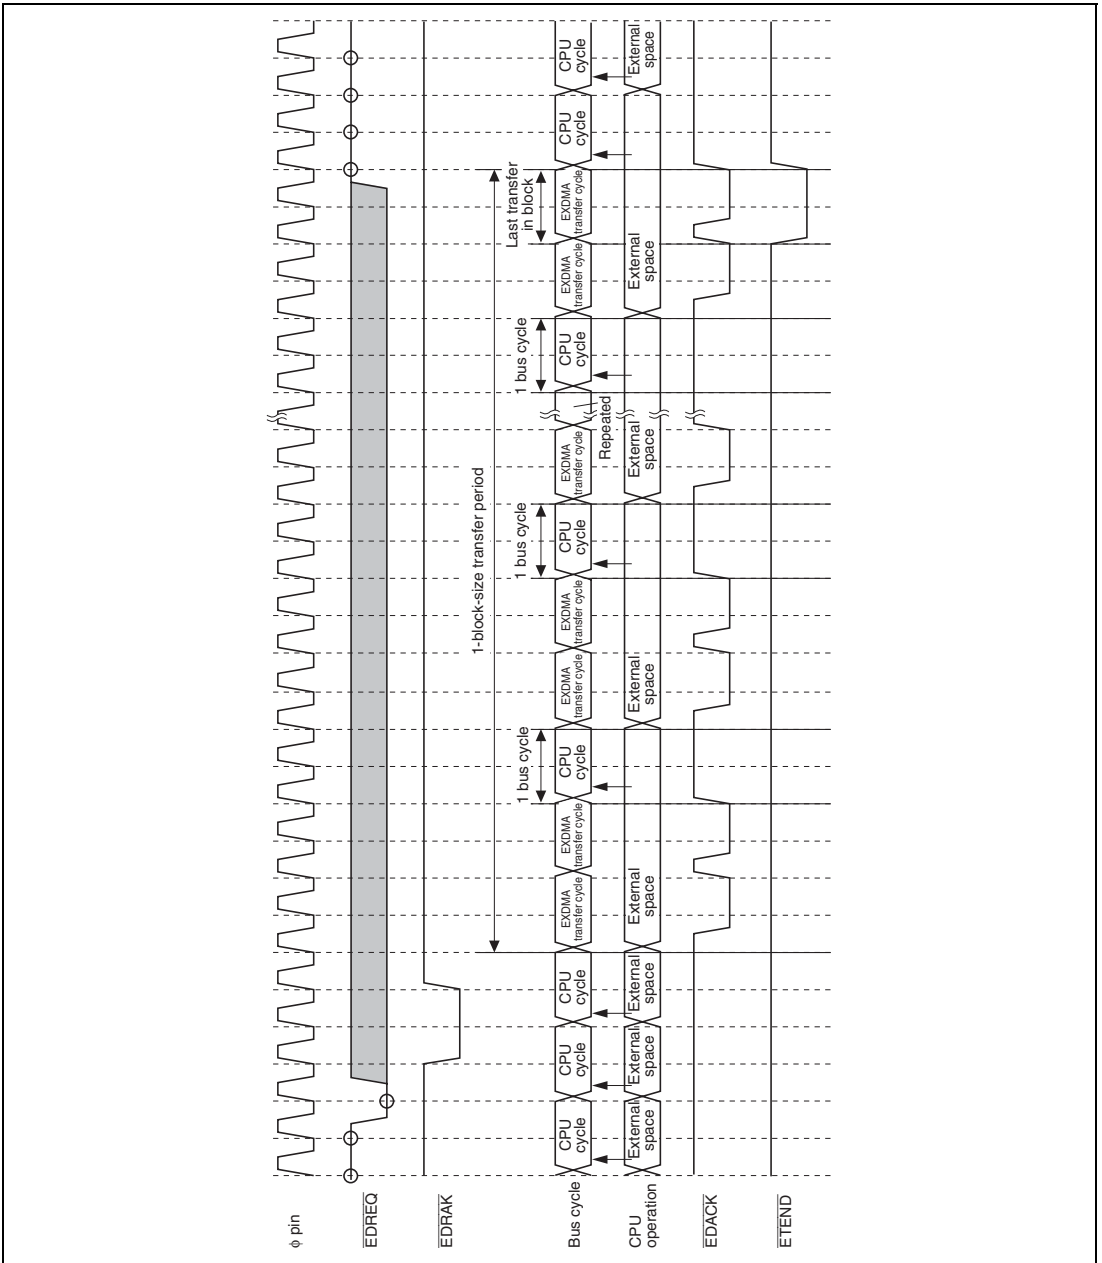 φ pin
EDREQ
EDRAK
1-block-size transfer period
Last transfer
in block
1 bus cycle
1 bus cycle
1 bus cycle
Bus cycle
CPU
cycle
CPU
cycle
CPU
cycle
EXDMA
transfer cycle
EXDMA
transfer cycle
CPU
cycle
EXDMA
transfer cycle
EXDMA
transfer cycle
CPU
cycle
EXDMA
transfer cycle
Repeated
CPU
cycle
EXDMA
transfer cycle
EXDMA
transfer cycle
CPU
cycle
CPU
cycle
CPU
operation
External
space
External
space
External
space
External
space
External
space
External
space
External
space
External
space
EDACK
ETEND